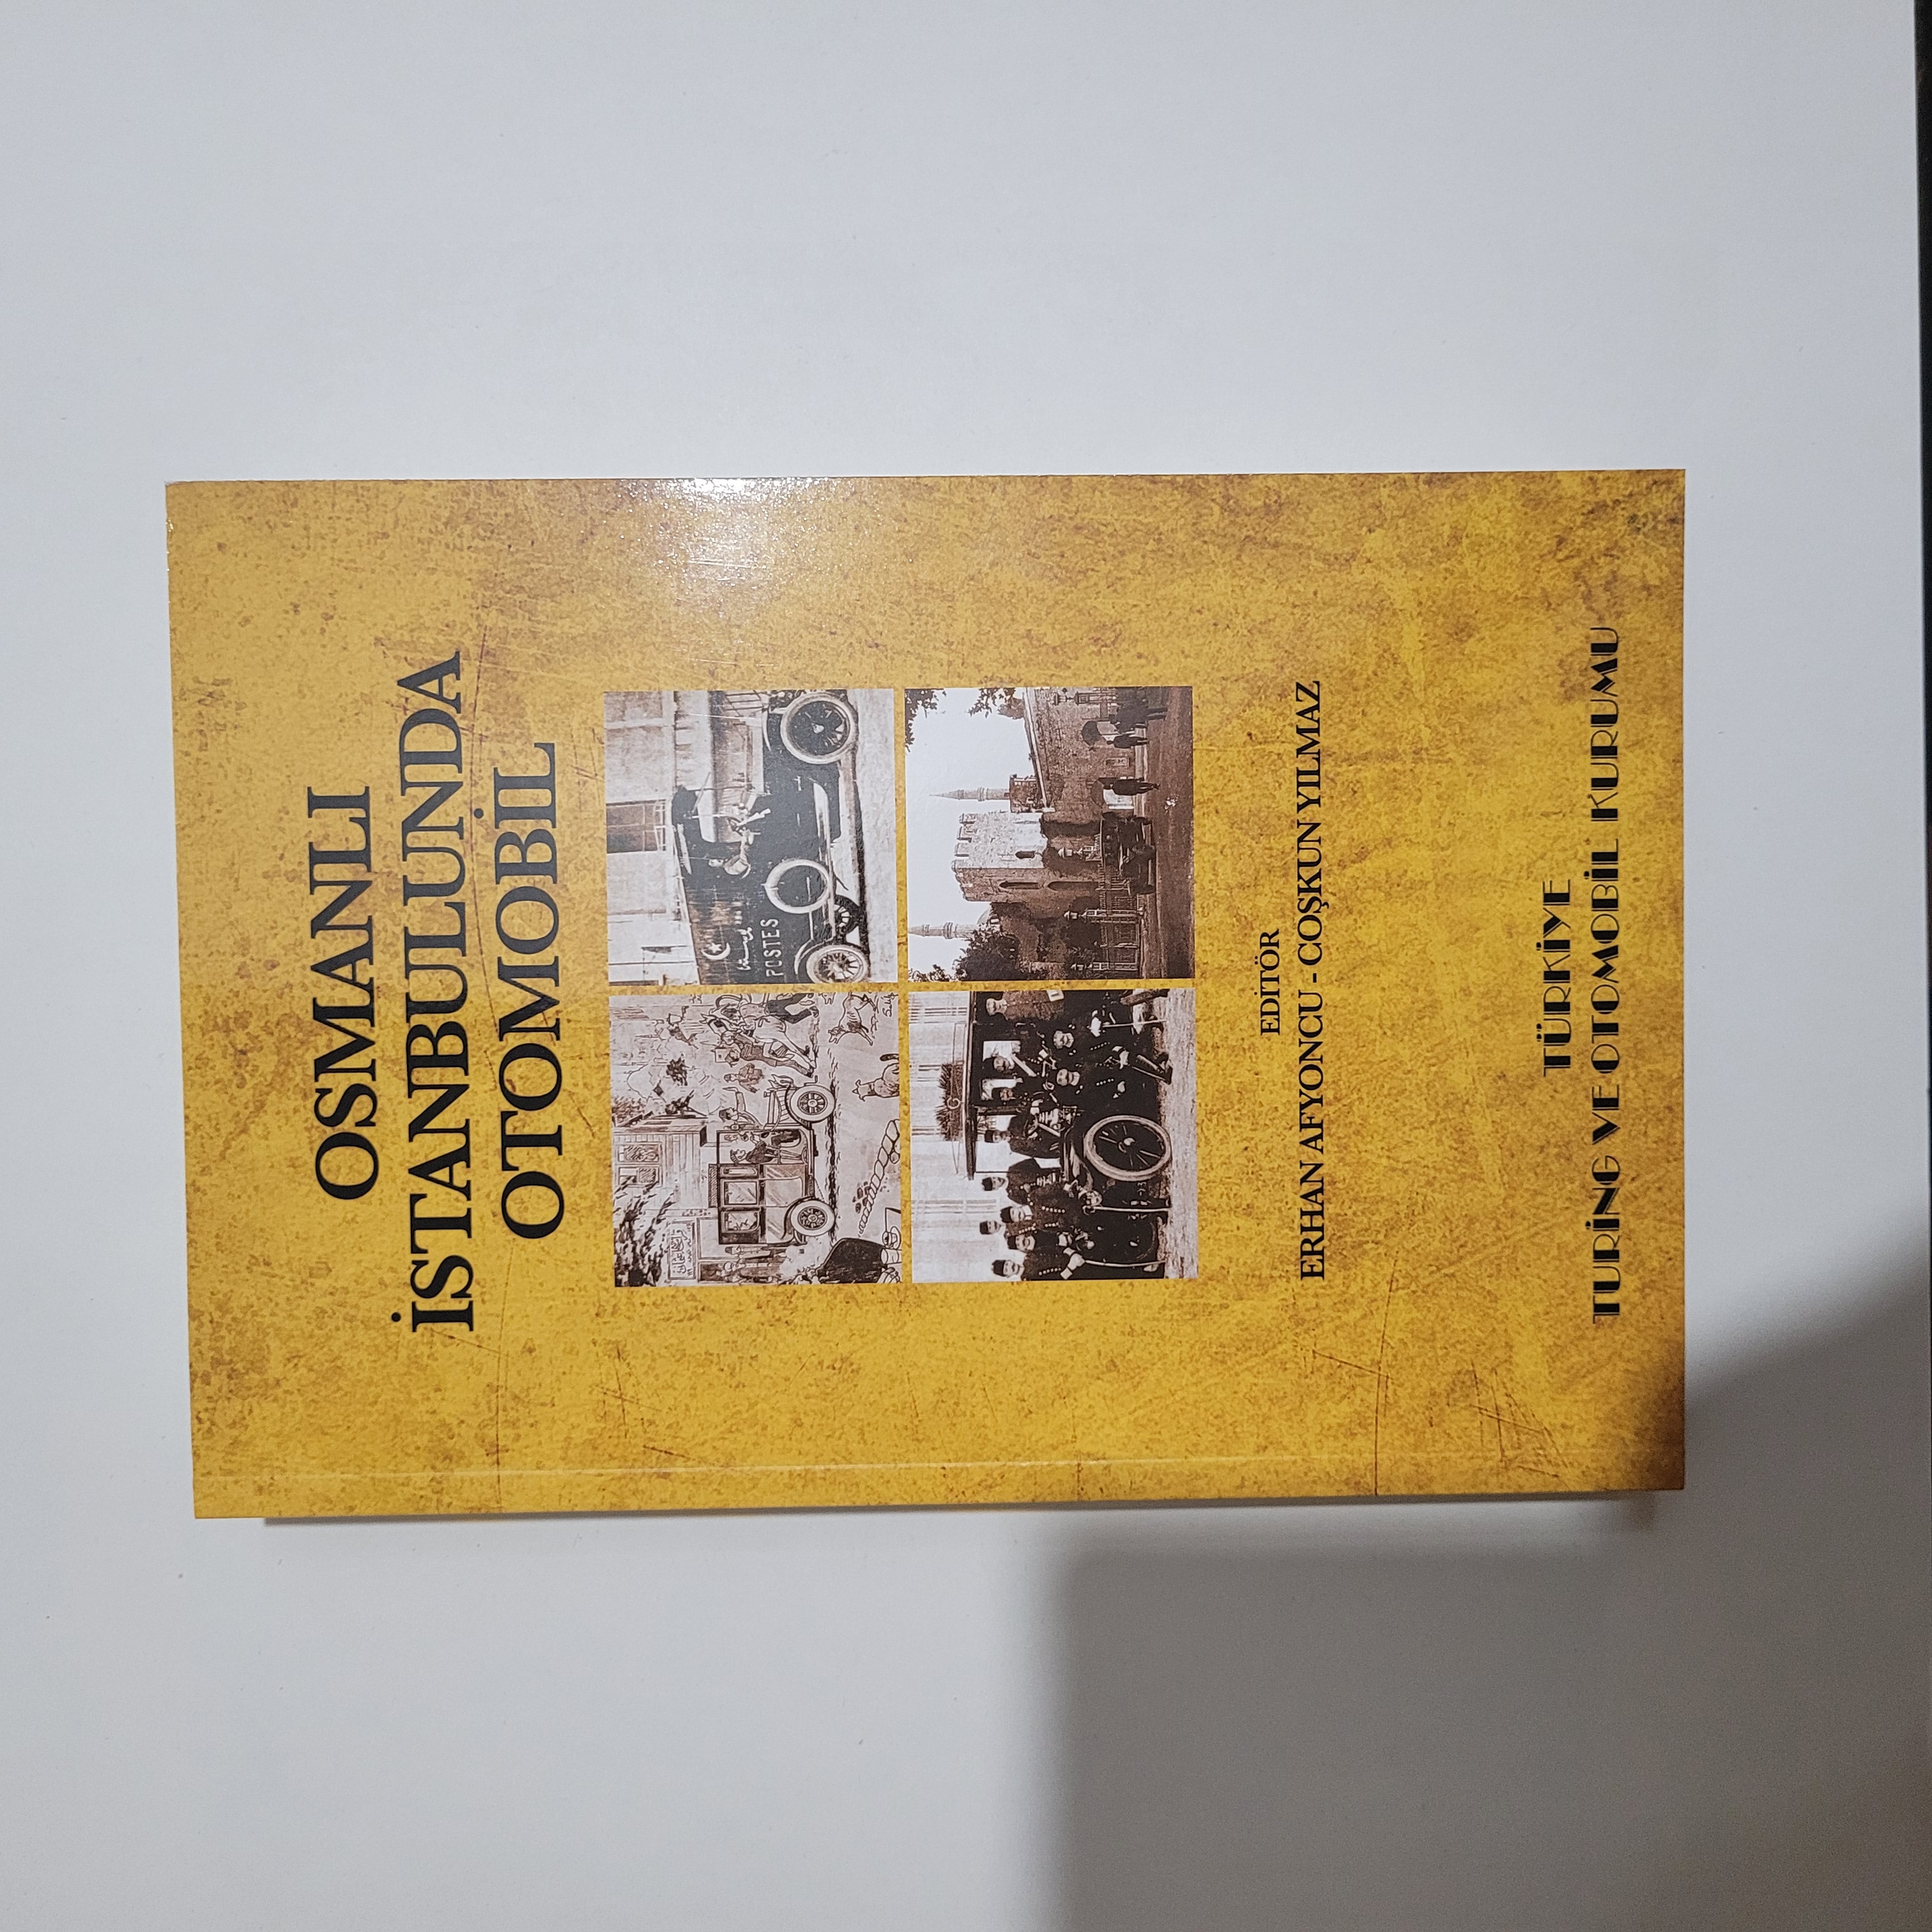 OSMANLI
İSTANBULUNDA
OTOMOBİL
POSTES
EDİTÖR
ERHAN AFYONCU - COŞKUN YILMAZ
TÜRKİYE
TURİNG VE OTOMOBİL KURUMU